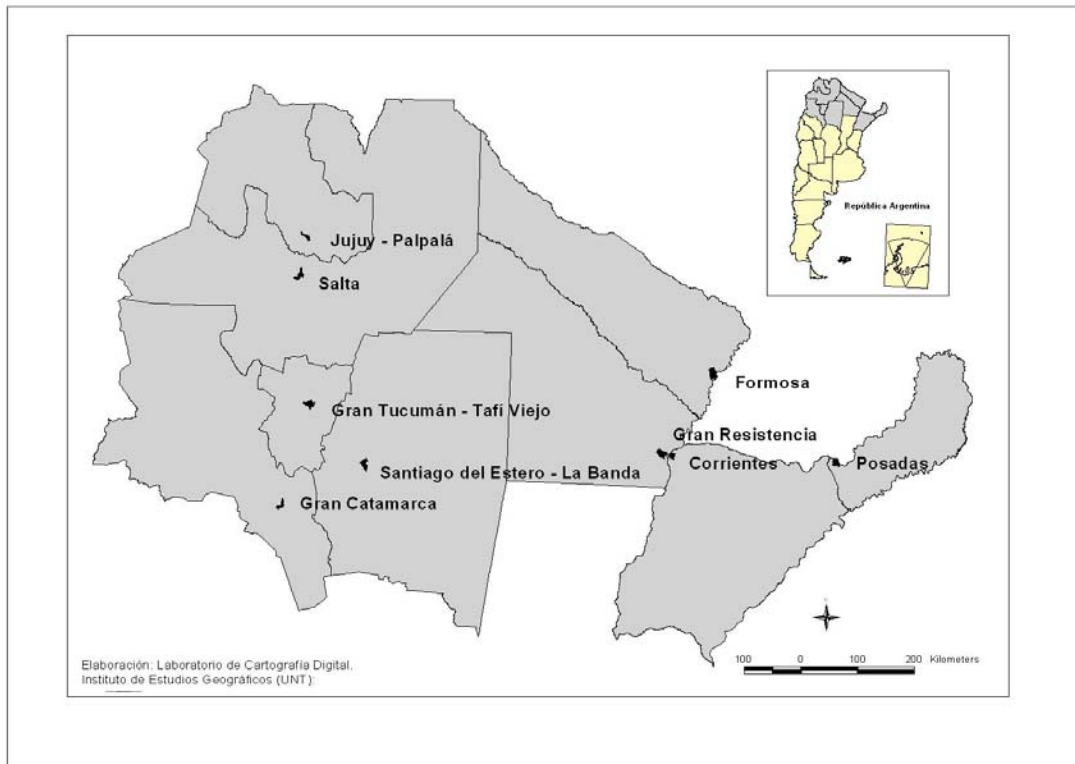 República Argentina
Jujuy - Palpalá
Salta
Formosa
Gran Tucumán - Tafí Viejo
Gran Resistencia
Corrientes
Posadas
Santiago del Estero - La Banda
Gran Catamarca
Elaboración: Laboratorio de Cartografía Digital.
Instituto de Estudios Geográficos (UNT):
100 0 100 200 Kilometers